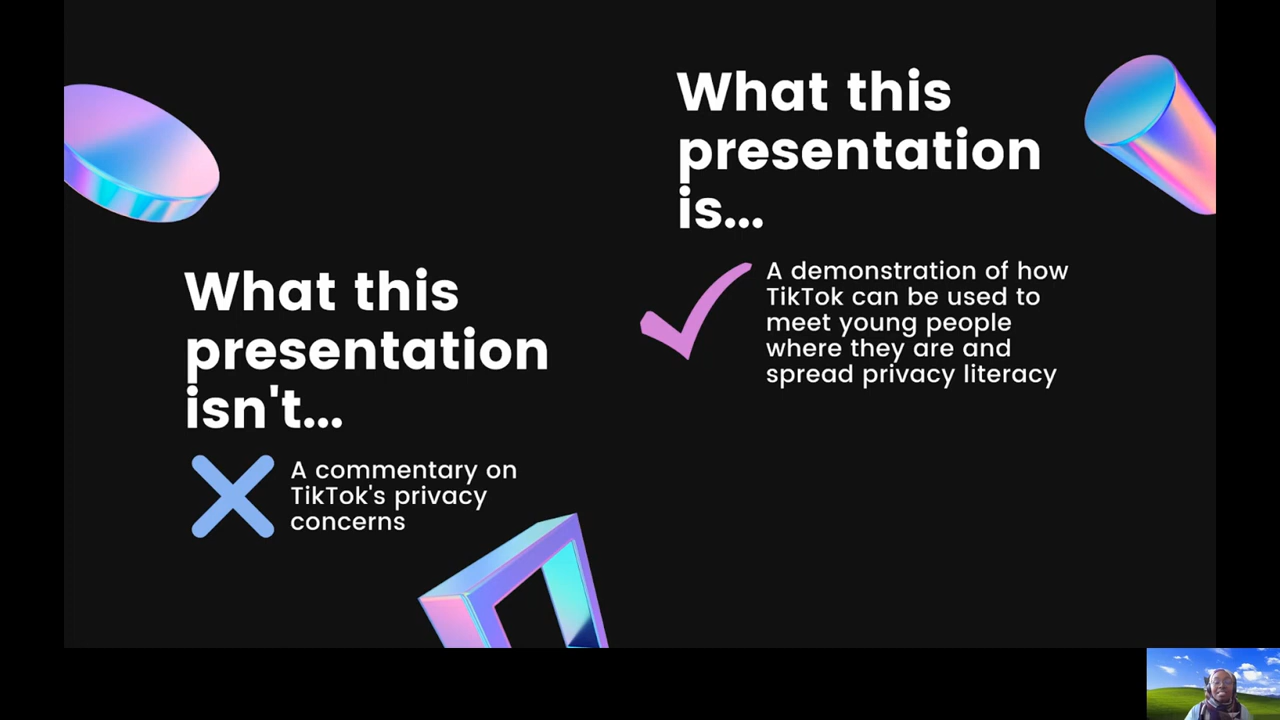 What this
presentation
isn't...
A commentary on
TikTok's privacy
concerns
What this
presentation
is...
A demonstration of how
TikTok can be used to
meet young people
where they are and
spread privacy literacy